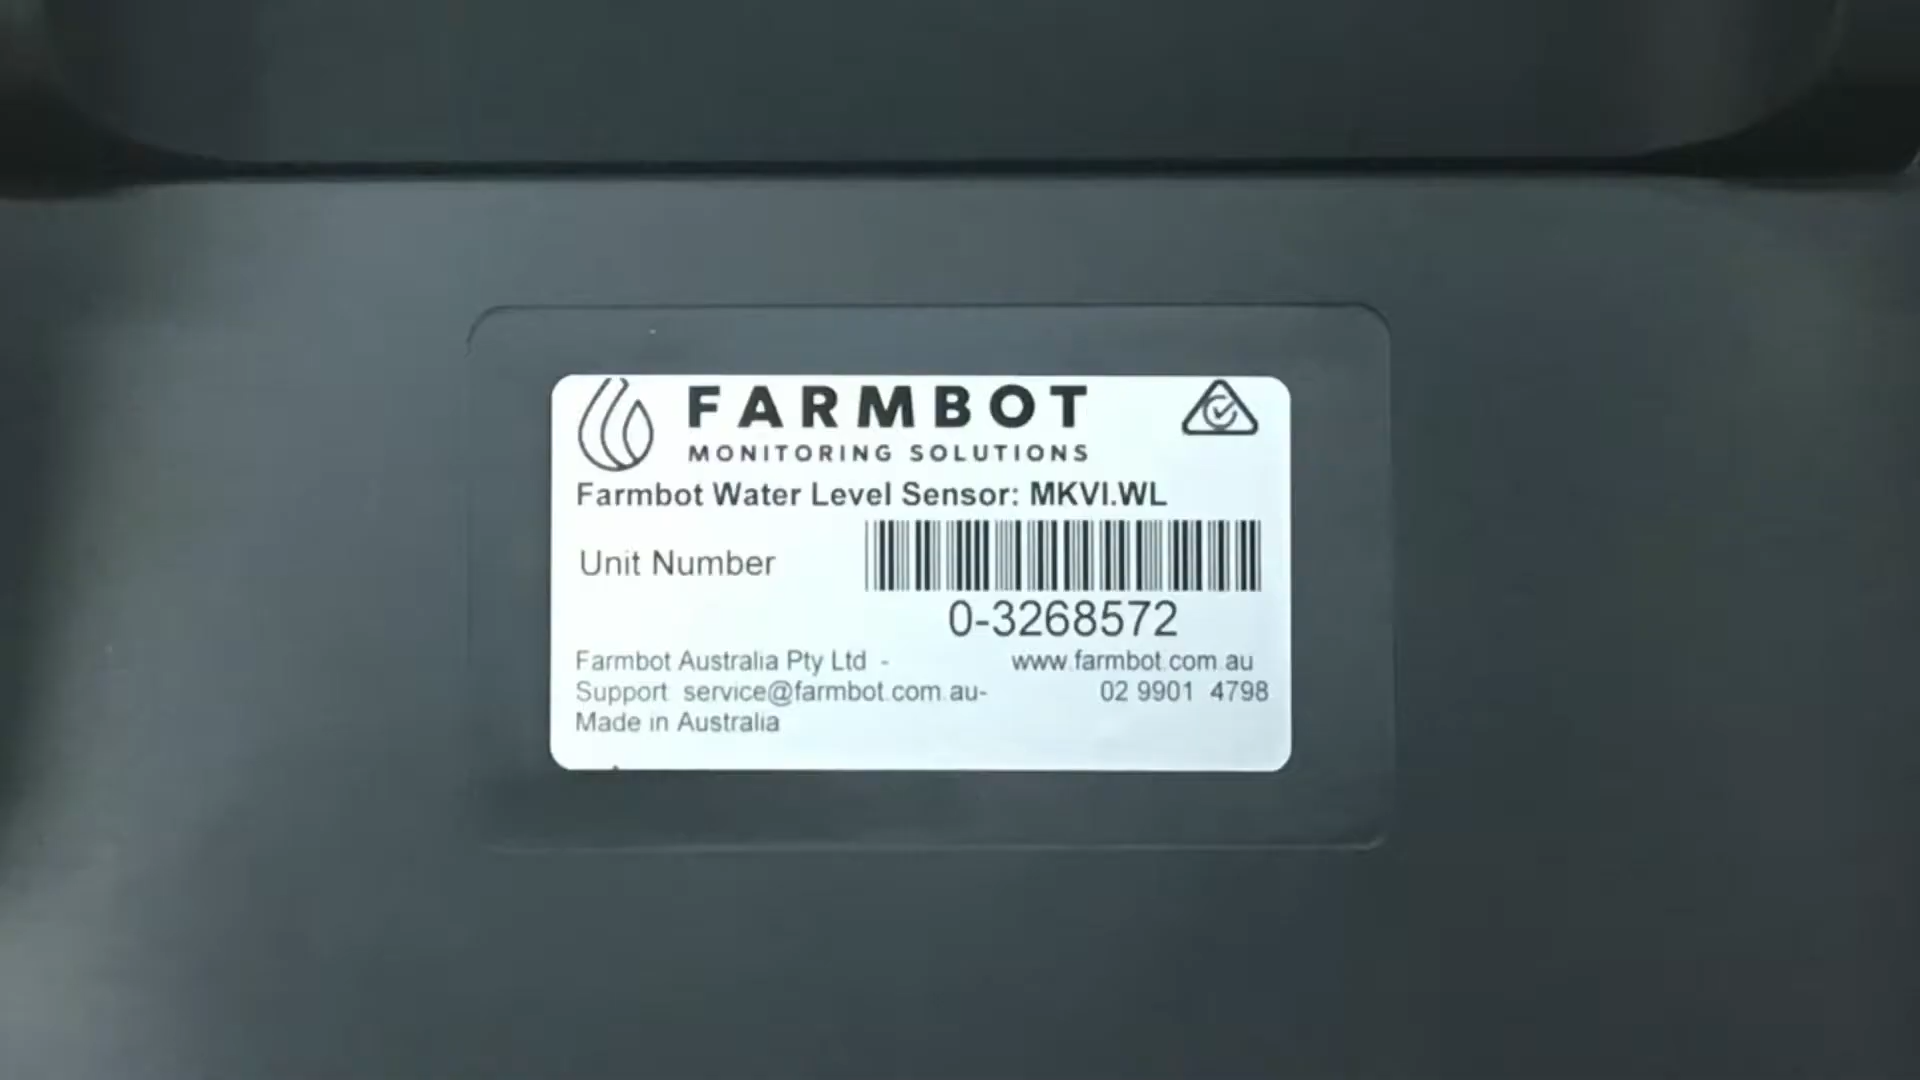 FARMBOT
MONITORING SOLUTIONS
Farmbot Water Level Sensor: MKVI.WL
Unit Number
0-3268572
Farmbot Australia Pty Ltd - www.farmbot.com.au
Support service@farmbot.com.au- 02 9901 4798
Made in Australia